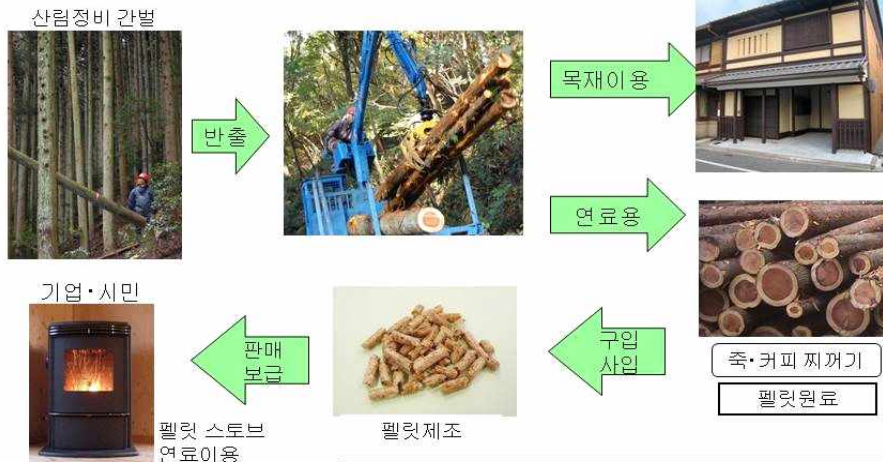 산림정비 간벌
반출
목재이용
연료용
죽·커피 찌꺼기
펠릿원료
구입
사입
펠릿제조
판매
보급
기업·시민
펠릿 스토브
연료이용